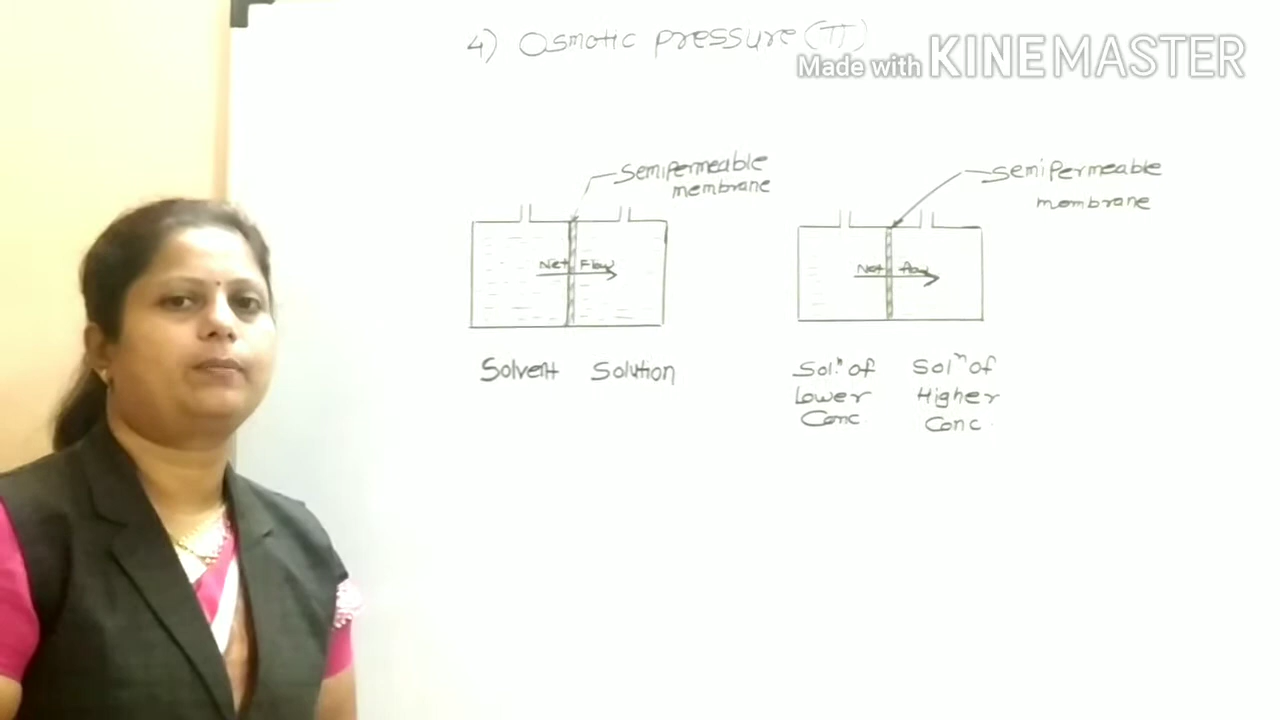 4) Osmotic pressure (π)
Made with KINEMASTER
Semipermeable
membrane
Semipermeable
membrane
Net Flow
Net flow
Solvent Solution
Solⁿ of Solⁿ of
Lower Higher
Conc Conc.